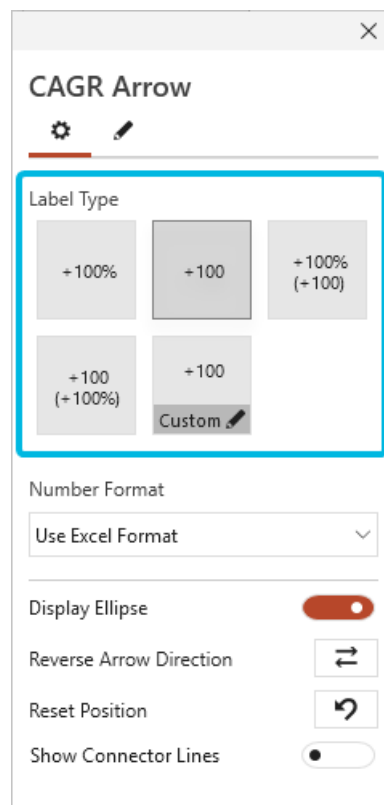 CAGR Arrow
Label Type
+100%
+100
+100%
(+100)
+100
(+100%)
+100
Custom
Number Format
Use Excel Format
Display Ellipse
Reverse Arrow Direction
Reset Position
Show Connector Lines